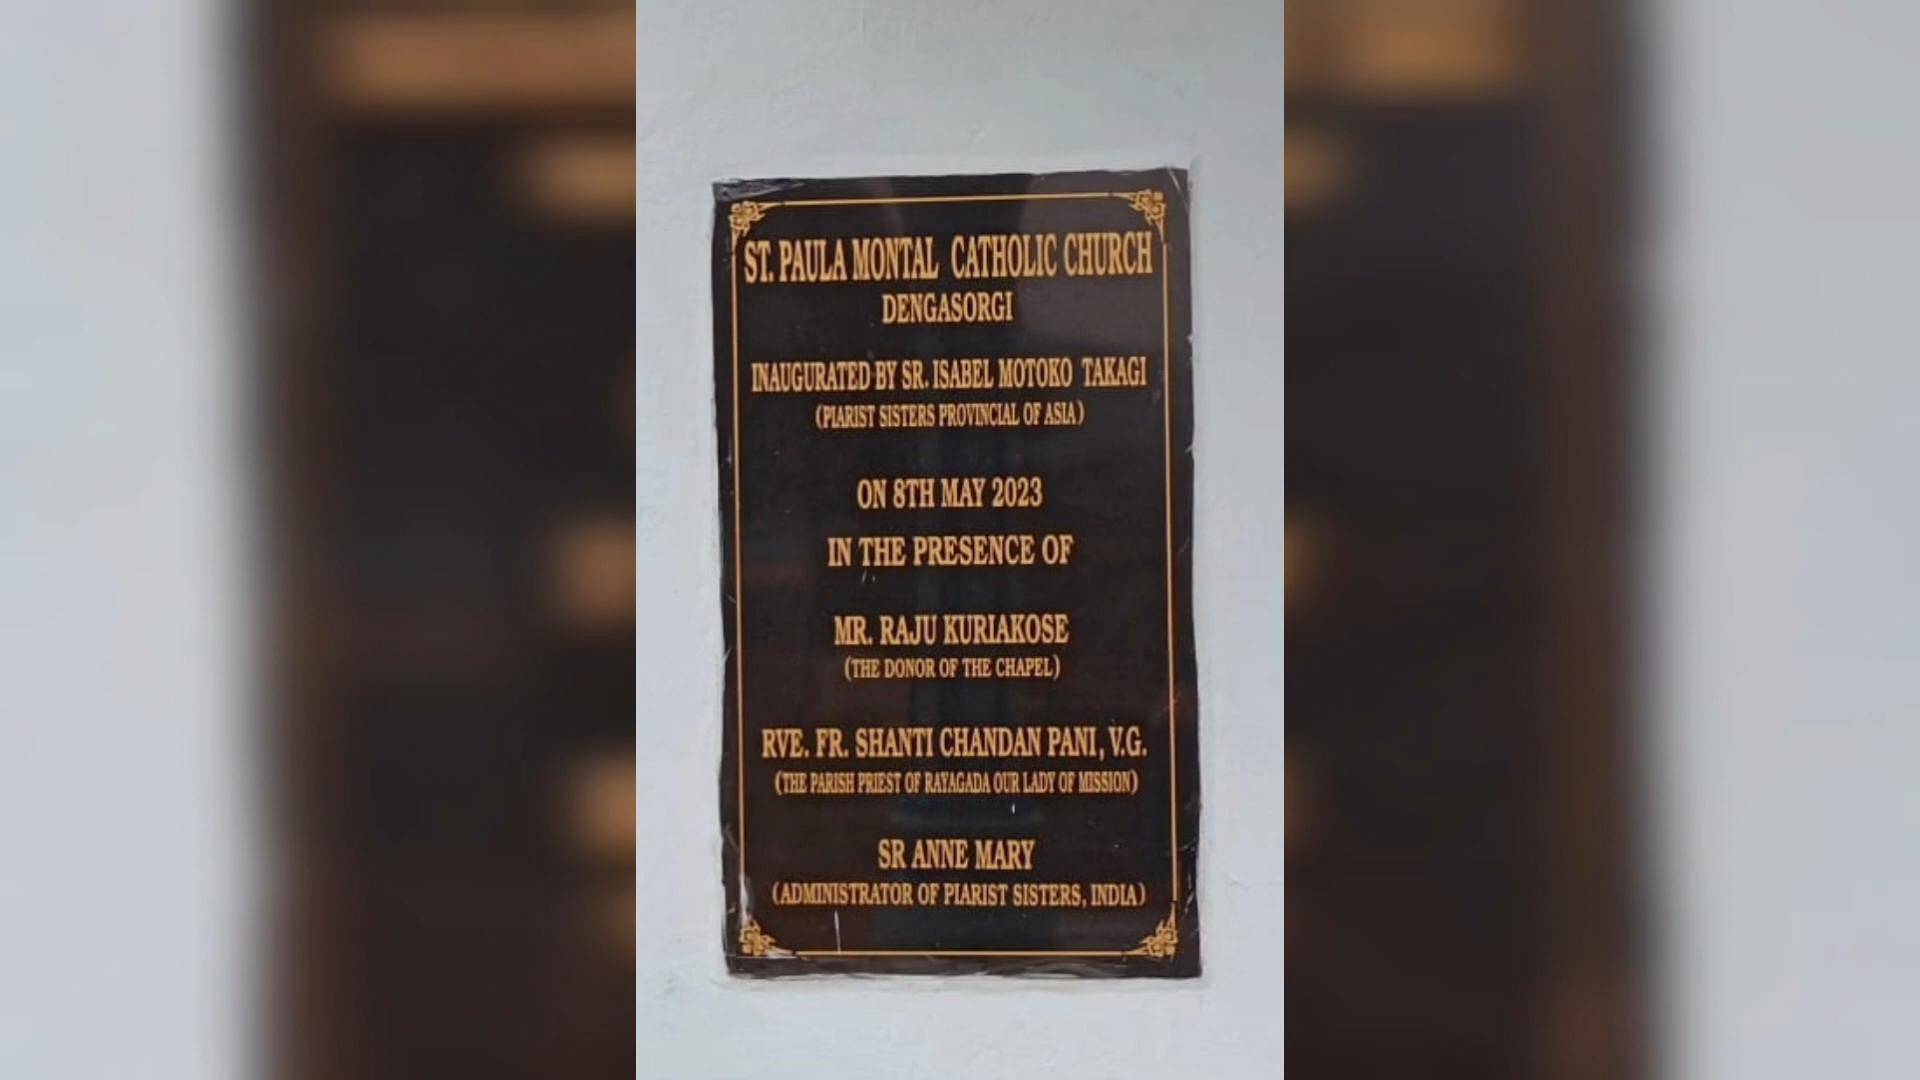 ST. PAULA MONTAL CATHOLIC CHURCH
DENGASORGI
INAUGURATED BY SR. ISABEL MOTOKO TAKAGI
(PIARIST SISTERS PROVINCIAL OF ASIA)
ON 8TH MAY 2023
IN THE PRESENCE OF
MR. RAJU KURIAKOSE
(THE DONOR OF THE CHAPEL)
RVE. FR. SHANTI CHANDAN PANI, V.G.
(THE PARISH PRIEST OF RAYAGADA OUR LADY OF MISSION)
SR ANNE MARY
(ADMINISTRATOR OF PIARIST SISTERS, INDIA)